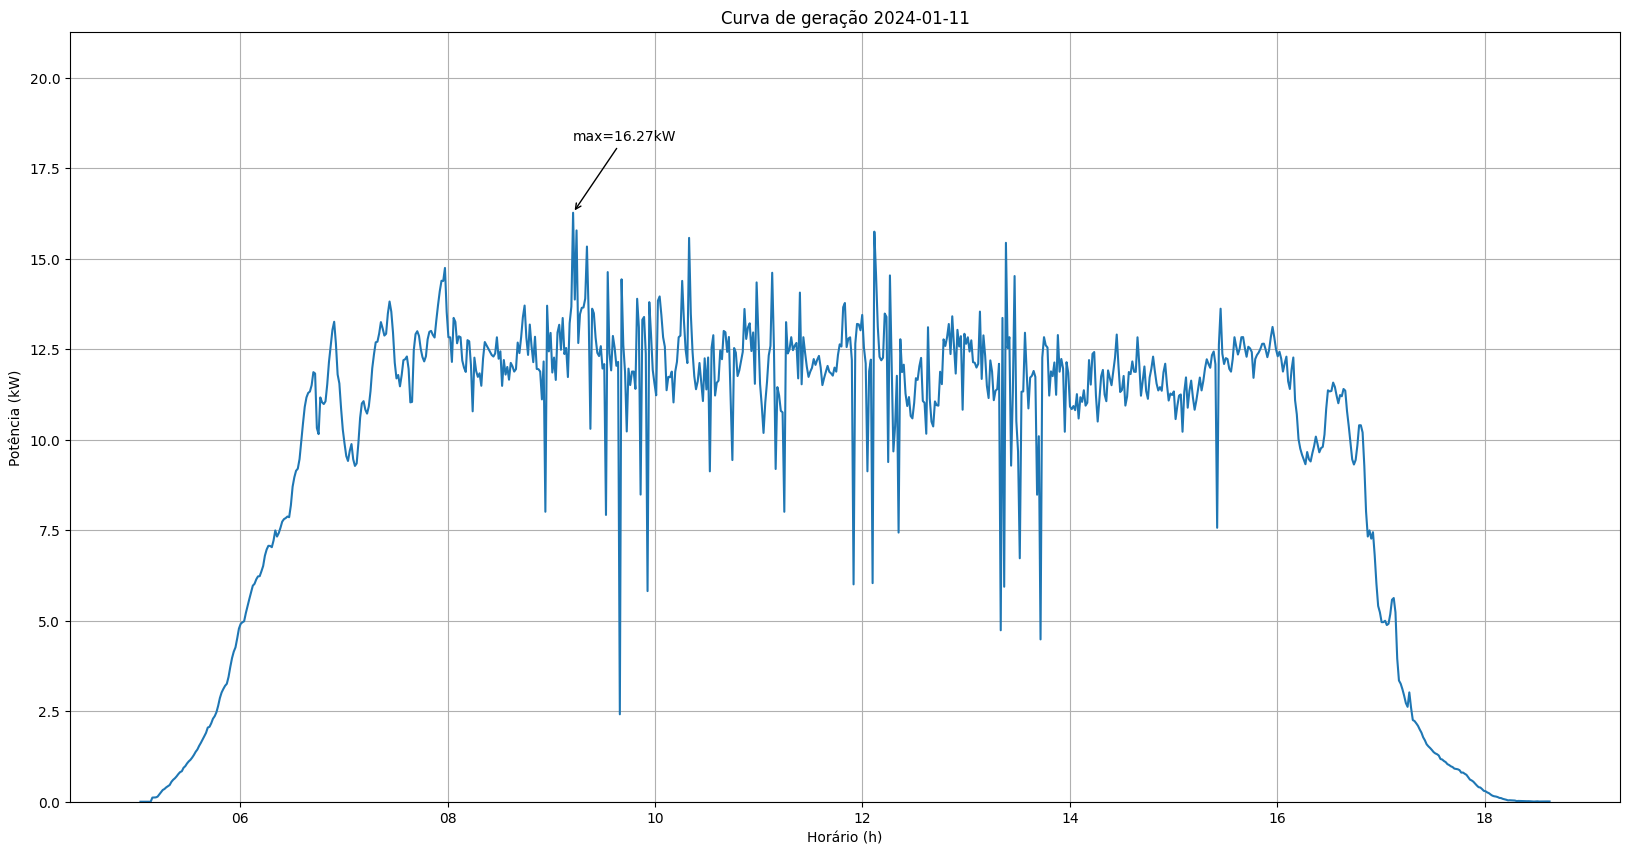 Curva de geração 2024-01-11
20.0
17.5
15.0
12.5
10.0
7.5
5.0
2.5
0.0
Potência (kW)
max=16.27kW
06 08 10 12 14 16 18
Horário (h)